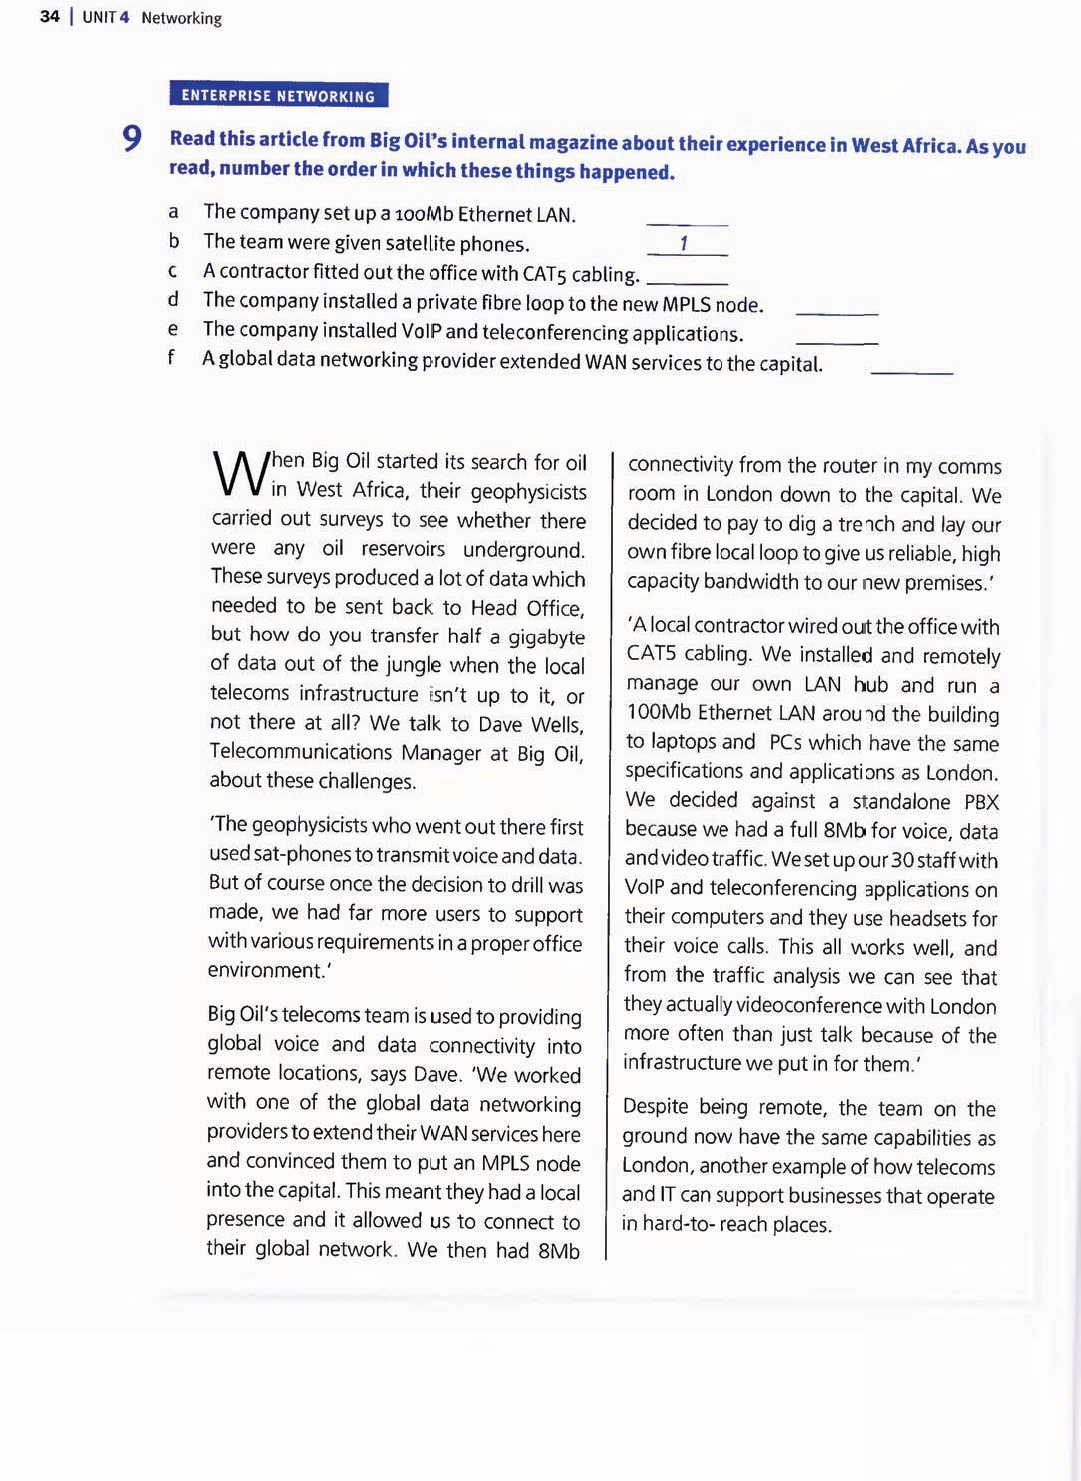 34 | UNIT 4 Networking
ENTERPRISE NETWORKING
9 Read this article from Big Oil's internal magazine about their experience in West Africa. As you
read, number the order in which these things happened.
a The company set up a 100Mb Ethernet LAN. ______
b The team were given satellite phones. 1
c A contractor fitted out the office with CAT5 cabling. ______
d The company installed a private fibre loop to the new MPLS node. ______
e The company installed VoIP and teleconferencing applications. ______
f A global data networking provider extended WAN services to the capital. ______
When Big Oil started its search for oil
in West Africa, their geophysicists
carried out surveys to see whether there
were any oil reservoirs underground.
These surveys produced a lot of data which
needed to be sent back to Head Office,
but how do you transfer half a gigabyte
of data out of the jungle when the local
telecoms infrastructure isn't up to it, or
not there at all? We talk to Dave Wells,
Telecommunications Manager at Big Oil,
about these challenges.
'The geophysicists who went out there first
used sat-phones to transmit voice and data.
But of course once the decision to drill was
made, we had far more users to support
with various requirements in a proper office
environment.'
Big Oil's telecoms team is used to providing
global voice and data connectivity into
remote locations, says Dave. 'We worked
with one of the global data networking
providers to extend their WAN services here
and convinced them to put an MPLS node
into the capital. This meant they had a local
presence and it allowed us to connect to
their global network. We then had 8Mb
connectivity from the router in my comms
room in London down to the capital. We
decided to pay to dig a trench and lay our
own fibre local loop to give us reliable, high
capacity bandwidth to our new premises.'
'A local contractor wired out the office with
CAT5 cabling. We installed and remotely
manage our own LAN hub and run a
100Mb Ethernet LAN around the building
to laptops and PCs which have the same
specifications and applications as London.
We decided against a standalone PBX
because we had a full 8Mb for voice, data
and video traffic. We set up our 30 staff with
VoIP and teleconferencing applications on
their computers and they use headsets for
their voice calls. This all works well, and
from the traffic analysis we can see that
they actually videoconference with London
more often than just talk because of the
infrastructure we put in for them.'
Despite being remote, the team on the
ground now have the same capabilities as
London, another example of how telecoms
and IT can support businesses that operate
in hard-to- reach places.